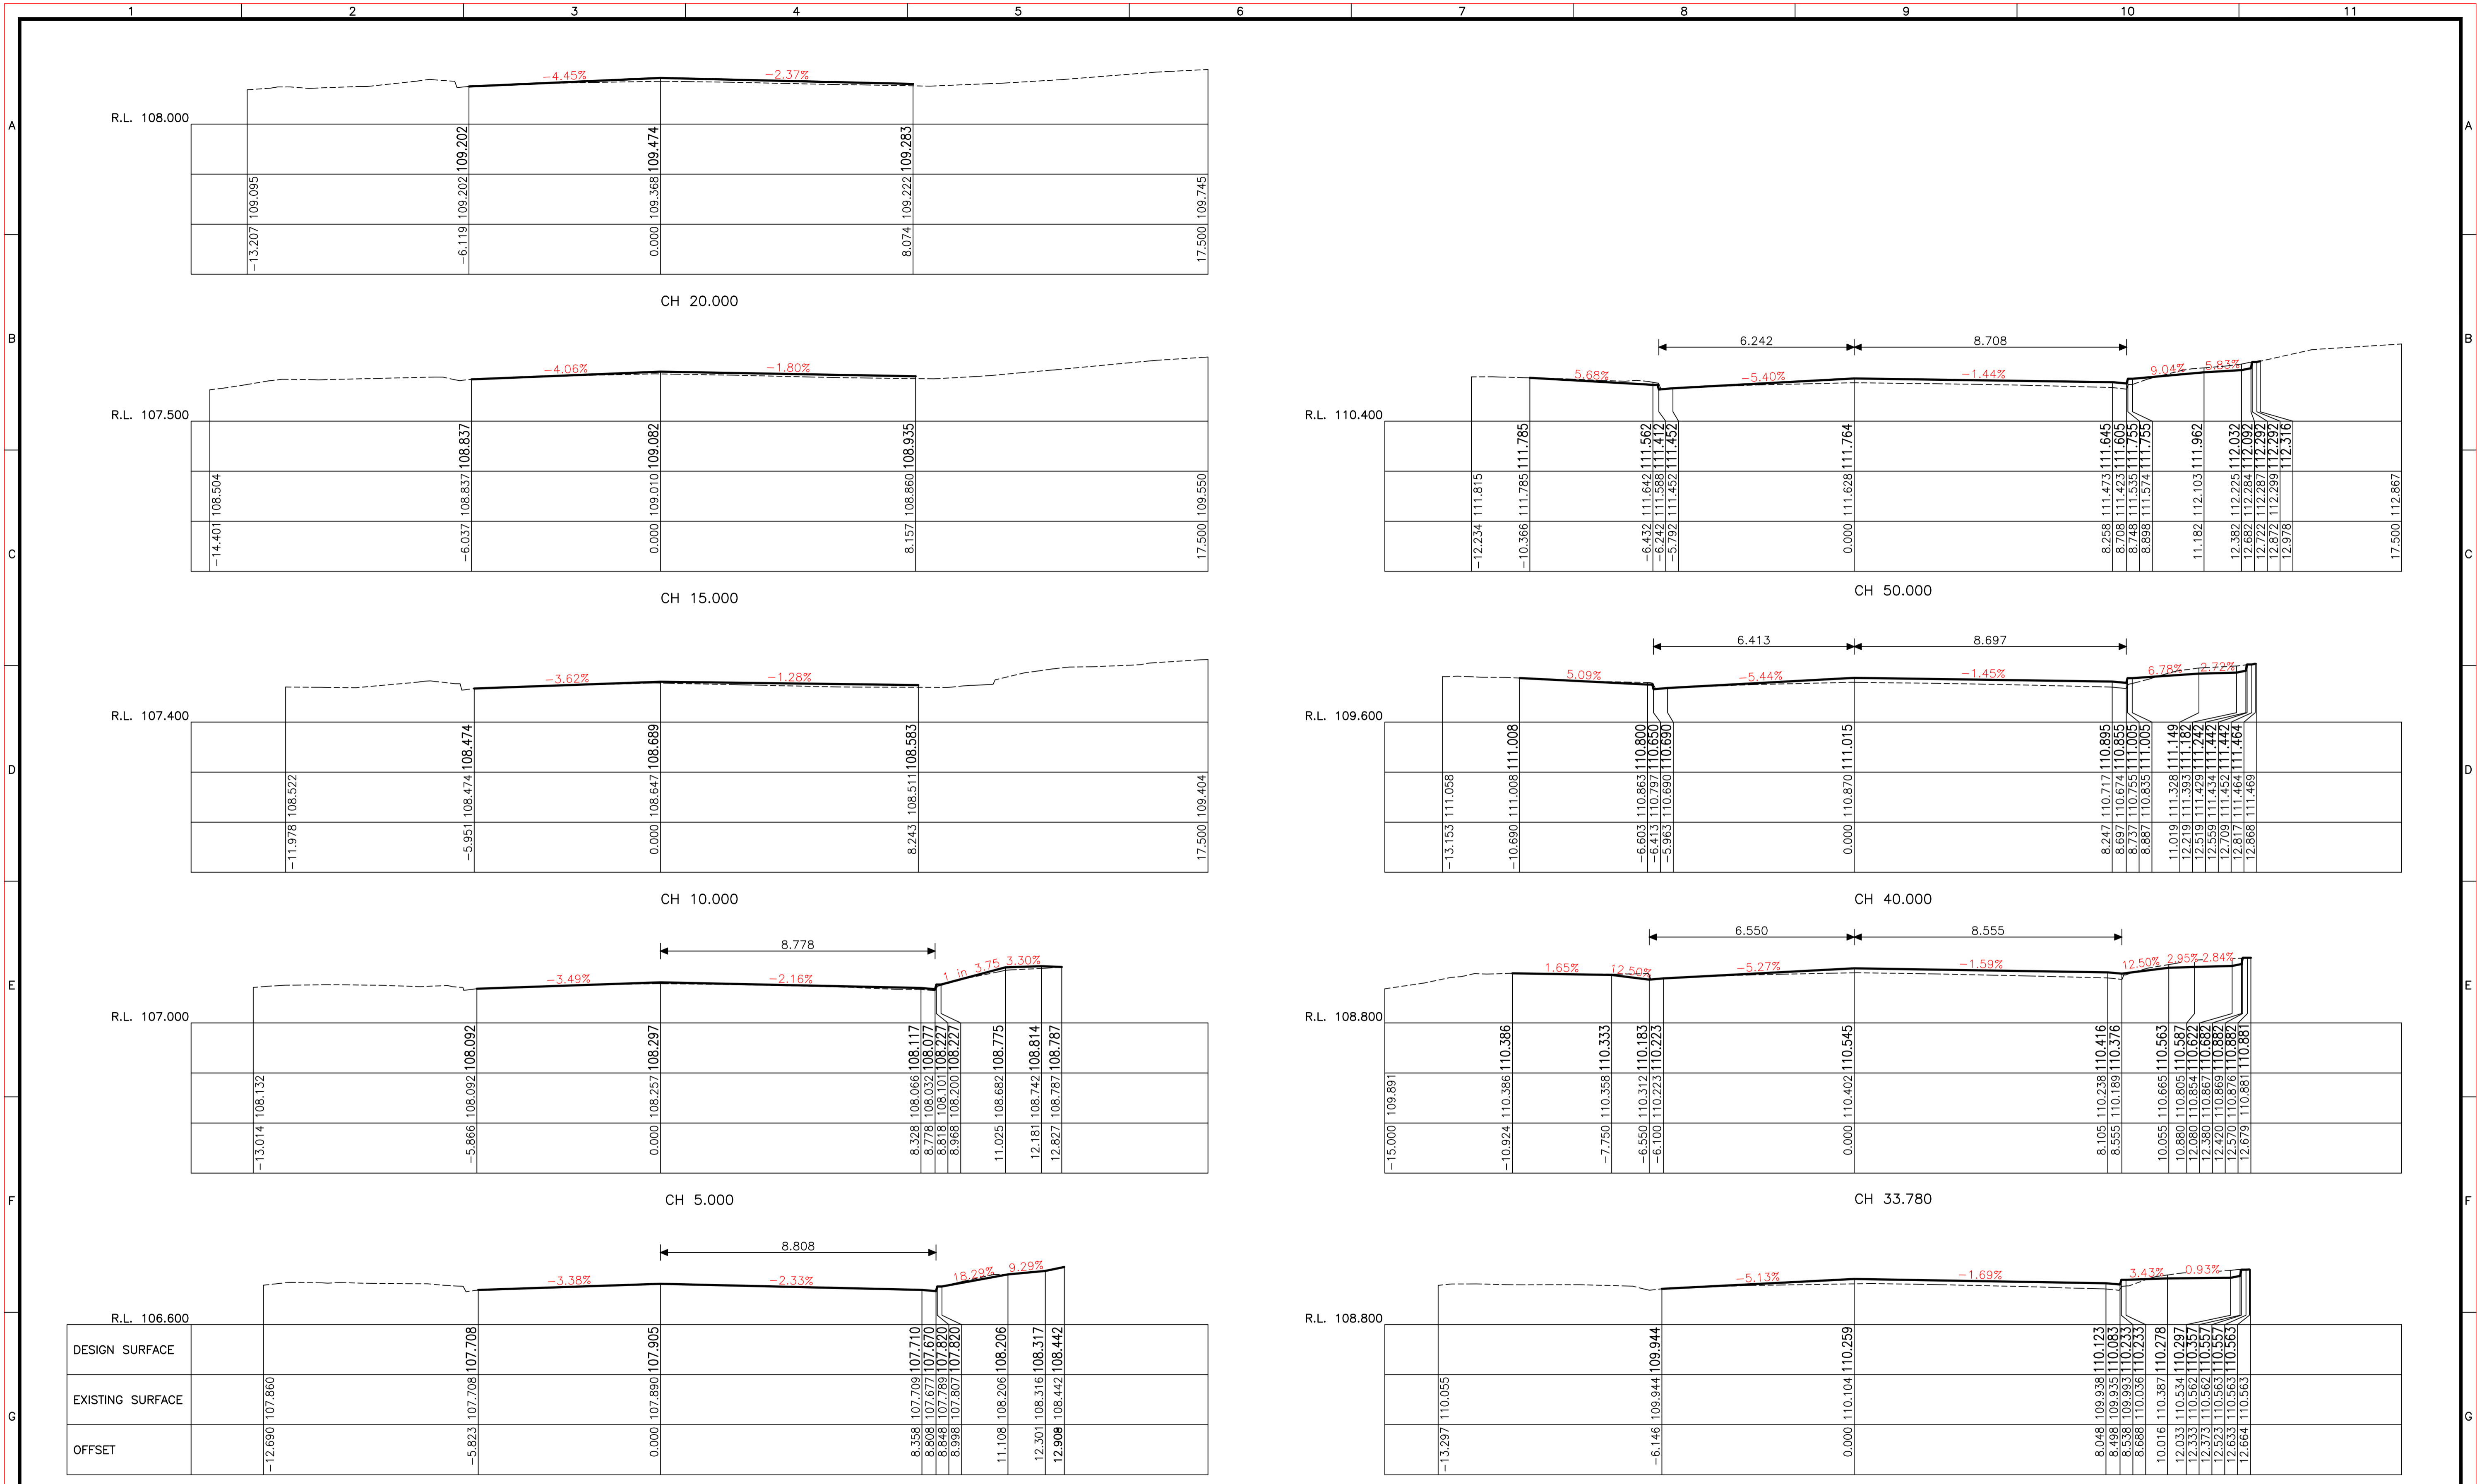 1 2 3 4 5 6 7 8 9 10 11
A A
B B
C C
D D
E E
F F
G G
-4.45% -2.37%
R.L. 108.000
109.202 109.474 109.283
109.095 109.202 109.368 109.222 109.745
-13.207 -6.119 0.000 8.074 17.500
CH 20.000
-4.06% -1.80%
R.L. 107.500
108.837 109.082 108.935
108.504 108.837 109.010 108.860 109.550
-14.401 -6.037 0.000 8.157 17.500
CH 15.000
-3.62% -1.28%
R.L. 107.400
108.474 108.689 108.583
108.522 108.474 108.647 108.511 109.404
-11.978 -5.951 0.000 8.243 17.500
CH 10.000
8.778
-3.49% -2.16% 1 in 3.75 3.30%
R.L. 107.000
108.092 108.297 108.117 108.077 108.227 108.227 108.775 108.814 108.787
108.132 108.092 108.257 108.066 108.032 108.101 108.200 108.682 108.742 108.787
-13.014 -5.866 0.000 8.328 8.778 8.818 8.968 11.025 12.181 12.827
CH 5.000
8.808
-3.38% -2.33% 18.29% 9.29%
R.L. 106.600
DESIGN SURFACE 107.708 107.905 107.710 107.670 107.820 107.820 108.206 108.317 108.442
EXISTING SURFACE 107.860 107.708 107.890 107.709 107.677 107.789 107.807 108.206 108.316 108.442
OFFSET -12.690 -5.823 0.000 8.358 8.808 8.848 8.998 11.108 12.301 12.908
6.242 8.708
5.68% -5.40% -1.44% 9.04% 5.83%
R.L. 110.400
111.785 111.562 111.412 111.452 111.764 111.645 111.605 111.755 111.755 111.962 112.032 112.092 112.292 112.292 112.316
111.815 111.785 111.642 111.588 111.452 111.628 111.473 111.423 111.535 111.574 112.103 112.225 112.284 112.287 112.299 112.867
-12.234 -10.366 -6.432 -6.242 -5.792 0.000 8.258 8.708 8.748 8.898 11.182 12.382 12.682 12.722 12.872 12.978 17.500
CH 50.000
6.413 8.697
5.09% -5.44% -1.45% 6.78% 2.72%
R.L. 109.600
111.008 110.800 110.650 110.690 111.015 110.895 110.855 111.005 111.005 111.149 111.182 111.242 111.442 111.442 111.464
111.058 111.008 110.863 110.797 110.690 110.870 110.717 110.674 110.755 110.835 111.328 111.393 111.429 111.434 111.452 111.464 111.469
-13.153 -10.690 -6.603 -6.413 -5.963 0.000 8.247 8.697 8.737 8.887 11.019 12.219 12.519 12.559 12.709 12.817 12.868
CH 40.000
6.550 8.555
1.65% 12.50% -5.27% -1.59% 12.50% 2.95% 2.84%
R.L. 108.800
110.386 110.333 110.183 110.223 110.545 110.416 110.376 110.563 110.587 110.622 110.682 110.882 110.882 110.881
109.891 110.386 110.358 110.312 110.223 110.402 110.238 110.189 110.665 110.805 110.854 110.867 110.869 110.876 110.881
-15.000 -10.924 -7.750 -6.550 -6.100 0.000 8.105 8.555 10.055 10.880 12.080 12.380 12.420 12.570 12.679
CH 33.780
-5.13% -1.69% 3.43% 0.93%
R.L. 108.800
109.944 110.259 110.123 110.083 110.233 110.233 110.278 110.297 110.357 110.557 110.557 110.563
110.055 109.944 110.104 109.938 109.935 109.993 110.036 110.387 110.534 110.562 110.562 110.563 110.563 110.563
-13.297 -6.146 0.000 8.048 8.498 8.538 8.688 10.016 12.033 12.333 12.373 12.523 12.633 12.664